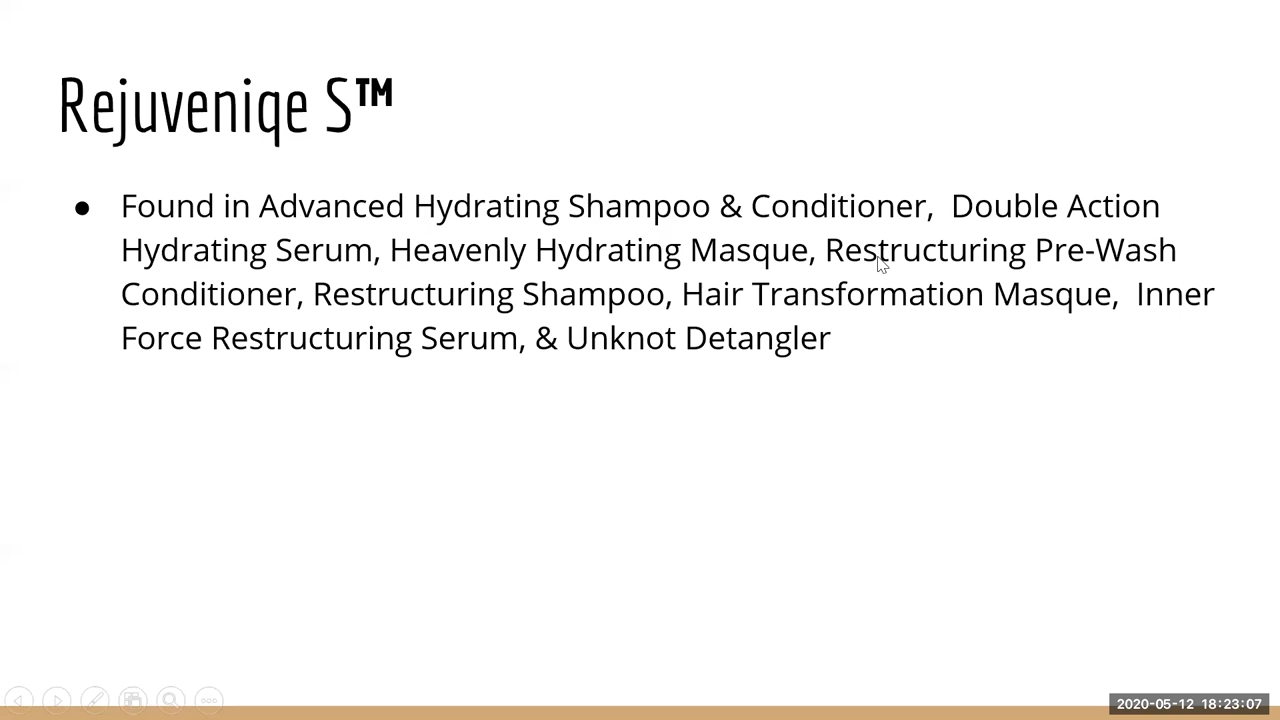 Rejuveniqe S™
● Found in Advanced Hydrating Shampoo & Conditioner,  Double Action
Hydrating Serum, Heavenly Hydrating Masque, Restructuring Pre-Wash
Conditioner, Restructuring Shampoo, Hair Transformation Masque,  Inner
Force Restructuring Serum, & Unknot Detangler
2020-05-12 18:23:07